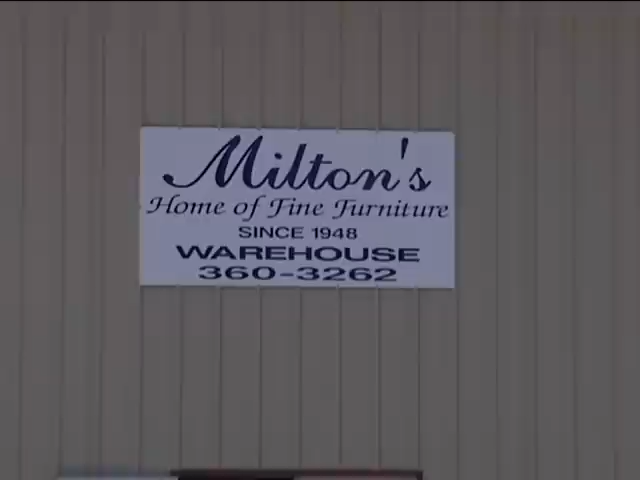 Milton's
Home of Fine Furniture
SINCE 1948
WAREHOUSE
360-3262